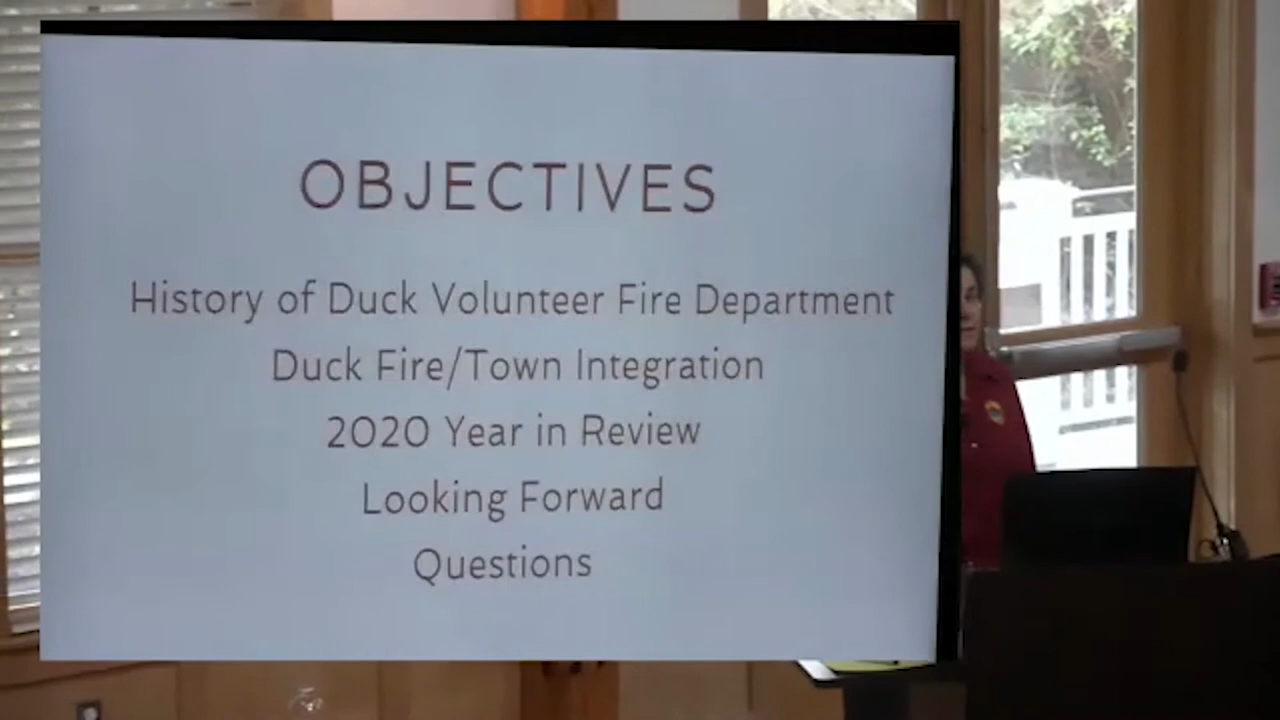 OBJECTIVES
History of Duck Volunteer Fire Department
Duck Fire/Town Integration
2020 Year in Review
Looking Forward
Questions